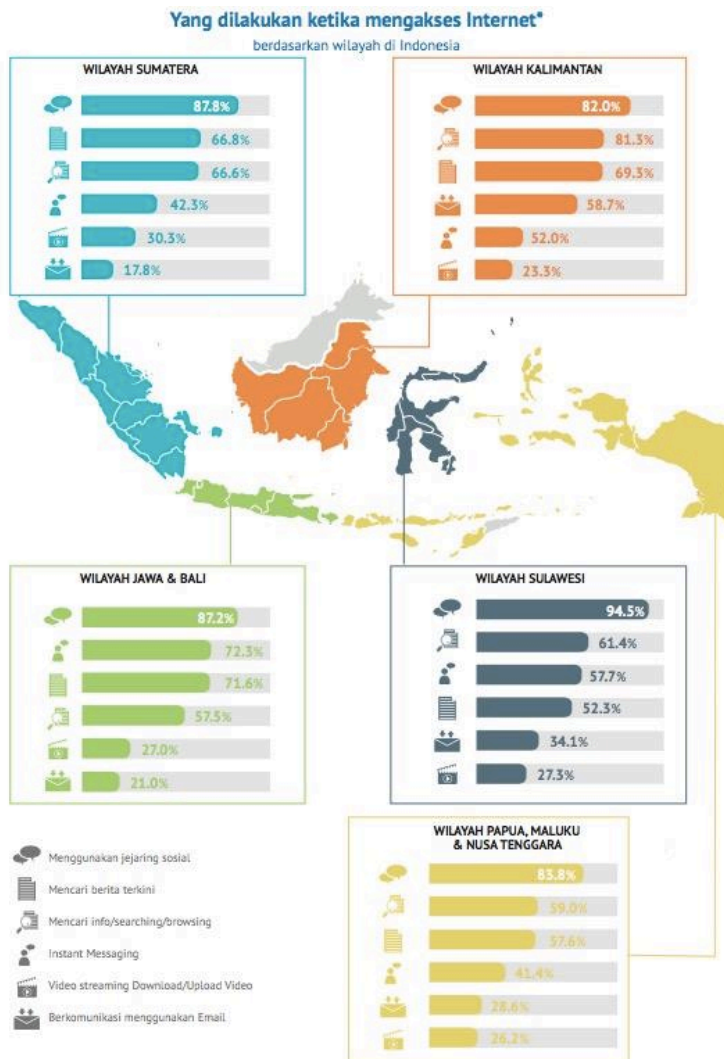 Yang dilakukan ketika mengakses Internet*
berdasarkan wilayah di Indonesia
WILAYAH SUMATERA
87.8%
66.8%
66.6%
42.3%
30.3%
17.8%
WILAYAH KALIMANTAN
82.0%
81.3%
69.3%
58.7%
52.0%
23.3%
WILAYAH JAWA & BALI
87.2%
72.3%
71.6%
57.5%
27.0%
21.0%
WILAYAH SULAWESI
94.5%
61.4%
57.7%
52.3%
34.1%
27.3%
WILAYAH PAPUA, MALUKU
& NUSA TENGGARA
83.8%
59.0%
57.6%
41.4%
28.6%
26.2%
Menggunakan jejaring sosial
Mencari berita terkini
Mencari info/searching/browsing
Instant Messaging
Video streaming Download/Upload Video
Berkomunikasi menggunakan Email